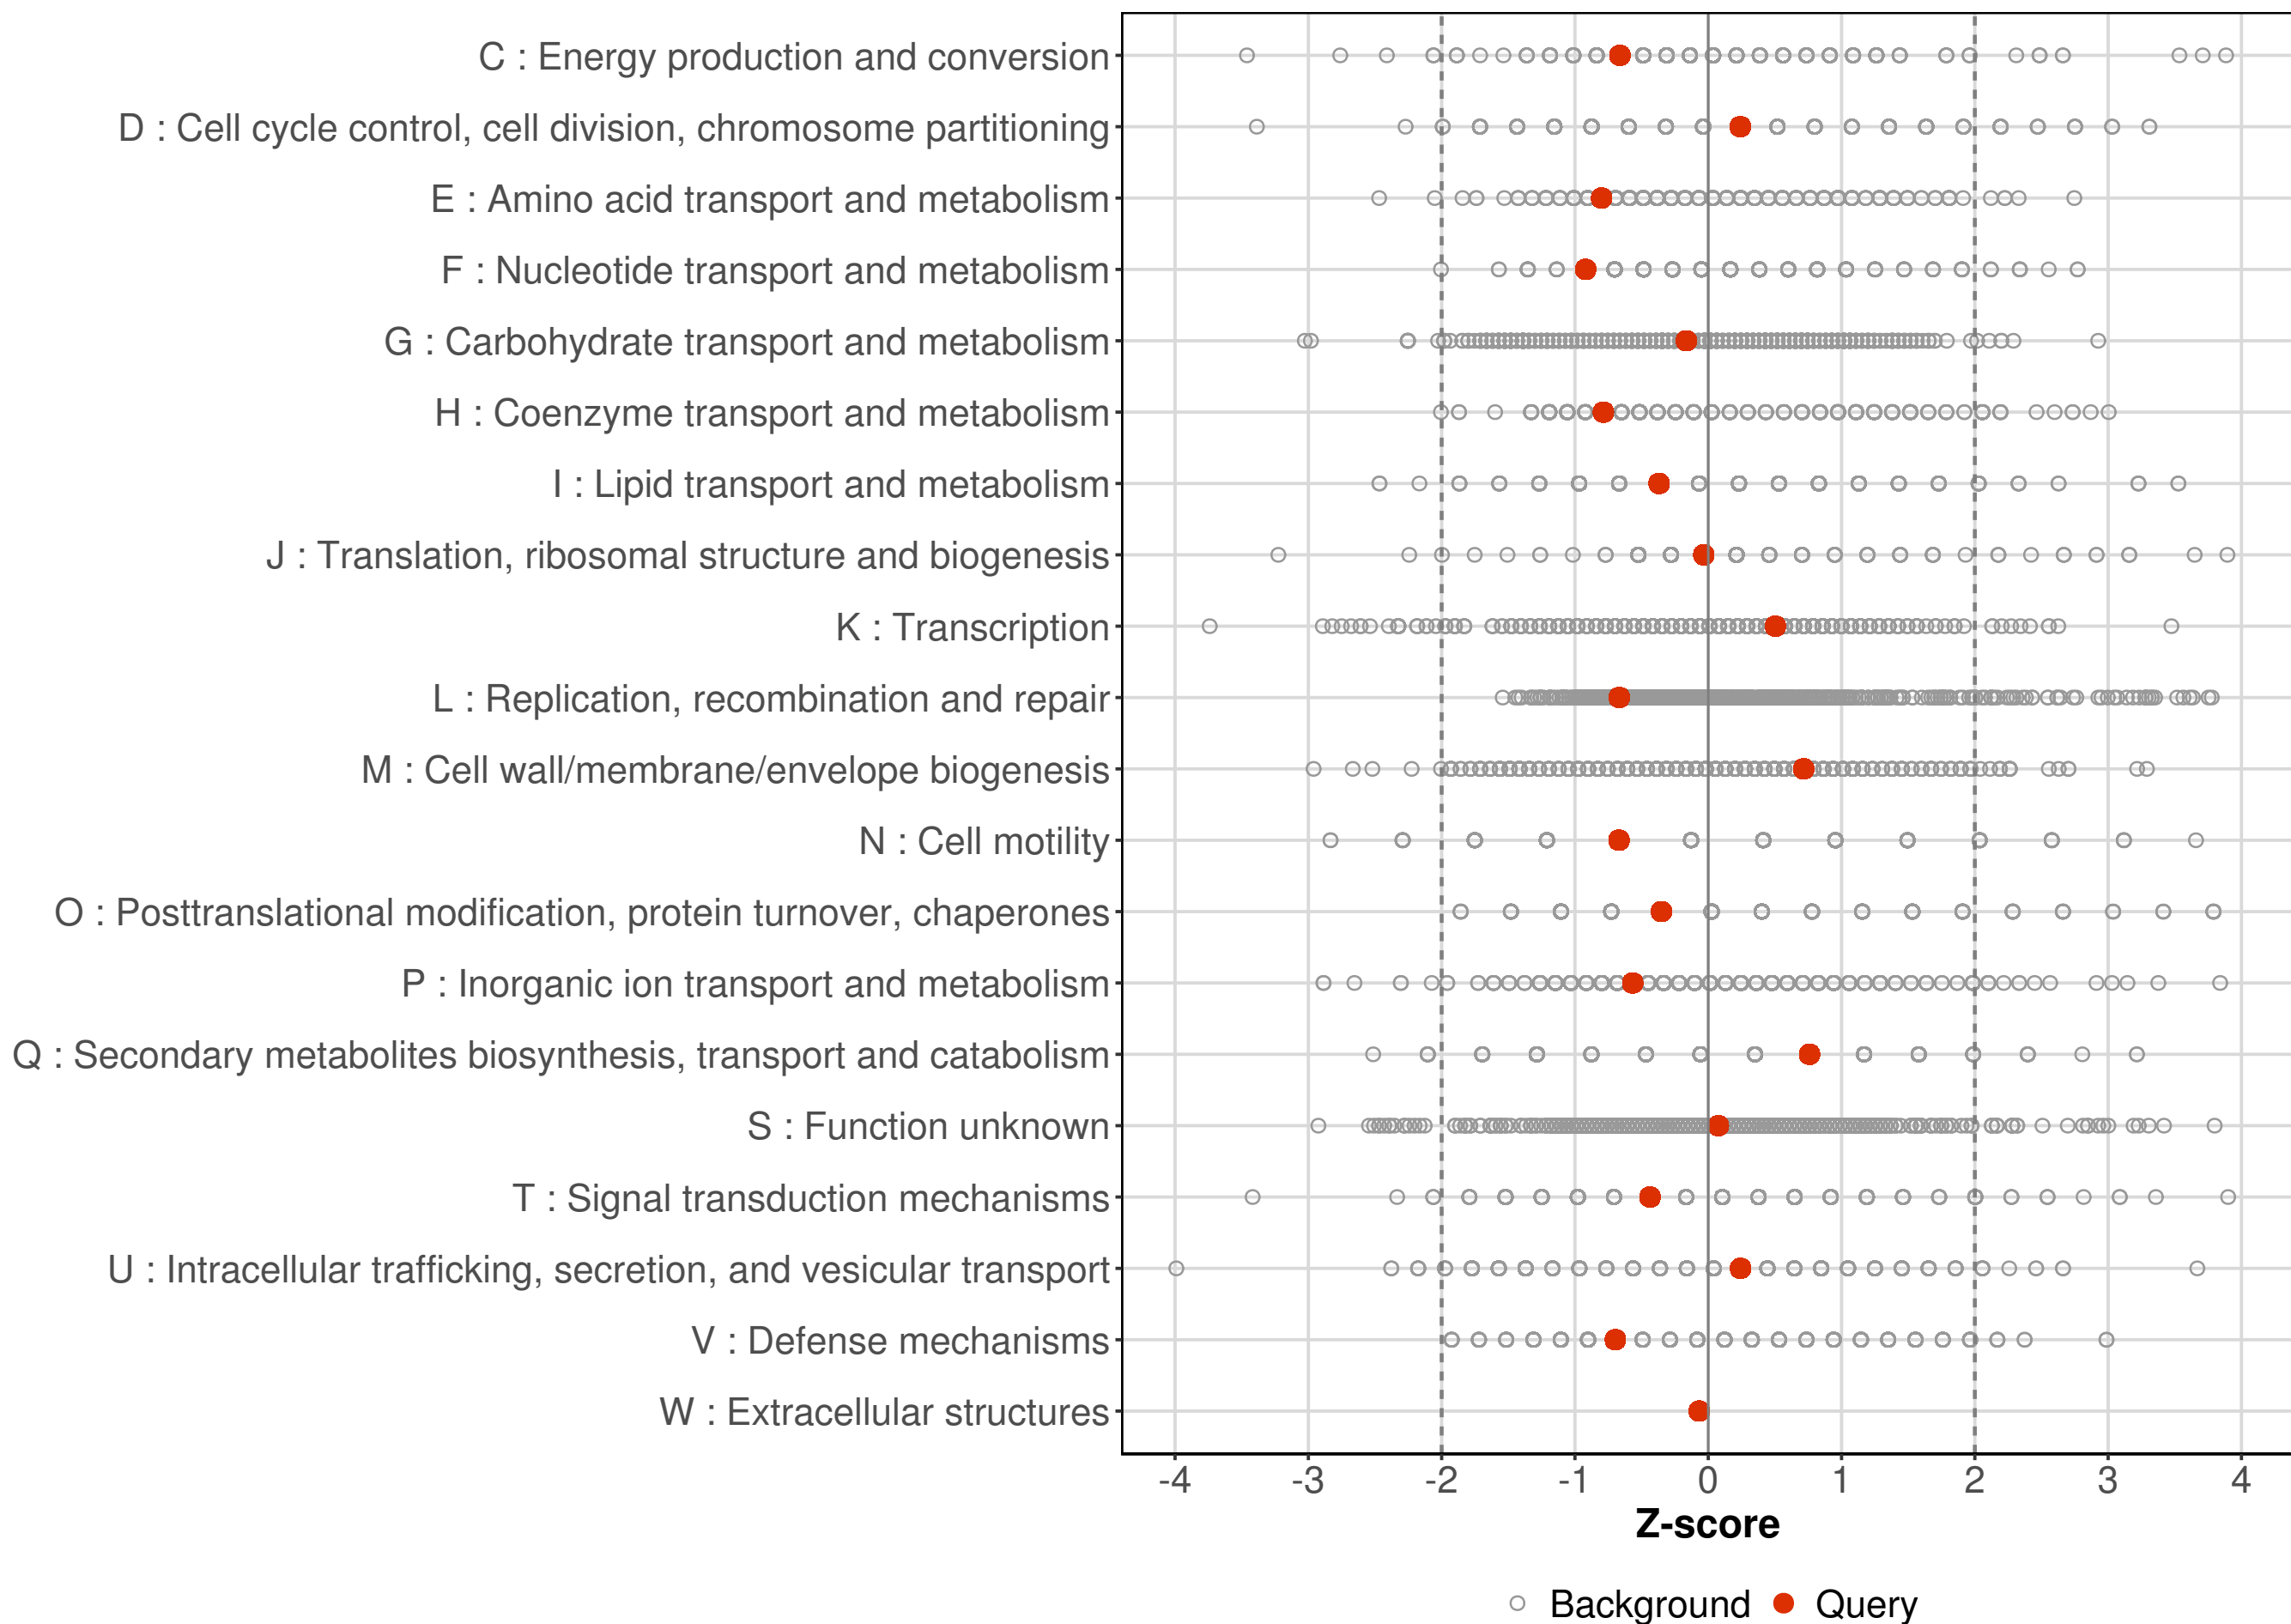 C : Energy production and conversion
D : Cell cycle control, cell division, chromosome partitioning
E : Amino acid transport and metabolism
F : Nucleotide transport and metabolism
G : Carbohydrate transport and metabolism
H : Coenzyme transport and metabolism
I : Lipid transport and metabolism
J : Translation, ribosomal structure and biogenesis
K : Transcription
L : Replication, recombination and repair
M : Cell wall/membrane/envelope biogenesis
N : Cell motility
O : Posttranslational modification, protein turnover, chaperones
P : Inorganic ion transport and metabolism
Q : Secondary metabolites biosynthesis, transport and catabolism
S : Function unknown
T : Signal transduction mechanisms
U : Intracellular trafficking, secretion, and vesicular transport
V : Defense mechanisms
W : Extracellular structures
-4 -3 -2 -1 0 1 2 3 4
Z-score
Background Query